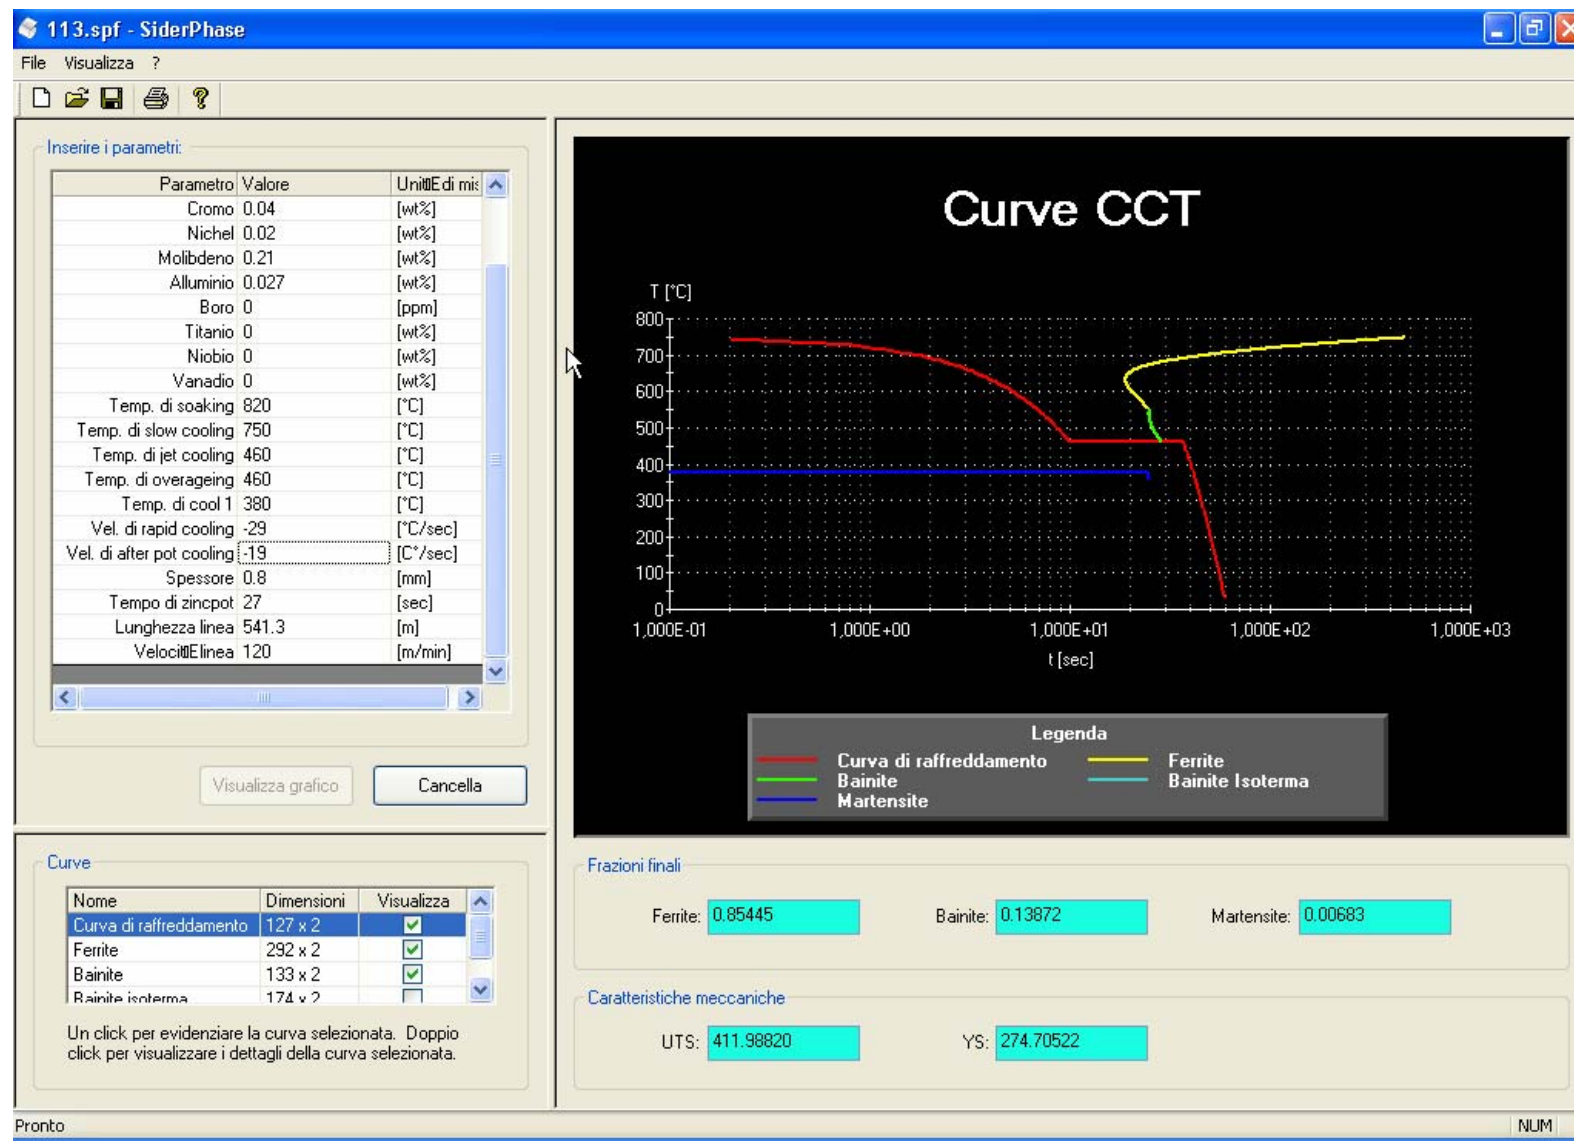 113.spf - SiderPhase
File Visualizza ?
Inserire i parametri:
Parametro Valore Unit di mis
Cromo 0.04 [wt%]
Nichel 0.02 [wt%]
Molibdeno 0.21 [wt%]
Alluminio 0.027 [wt%]
Boro 0 [ppm]
Titanio 0 [wt%]
Niobio 0 [wt%]
Vanadio 0 [wt%]
Temp. di soaking 820 [°C]
Temp. di slow cooling 750 [°C]
Temp. di jet cooling 460 [°C]
Temp. di overageing 460 [°C]
Temp. di cool 1 380 [°C]
Vel. di rapid cooling -29 [°C/sec]
Vel. di after pot cooling -19 [C°/sec]
Spessore 0.8 [mm]
Tempo di zincpot 27 [sec]
Lunghezza linea 541.3 [m]
linea 120 [m/min]
Visualizza grafico Cancella
Curve
Nome Dimensioni Visualizza
Curva di raffreddamento 127 x 2
Ferrite 292 x 2
Bainite 133 x 2
Bainite isoterma 174 x 2
Un click per evidenziare la curva selezionata. Doppio
click per visualizzare i dettagli della curva selezionata.
Curve CCT
T [°C]
800
700
600
500
400
300
200
100
0
1,000E-01 1,000E+00 1,000E+01 1,000E+02 1,000E+03
t [sec]
Legenda
Curva di raffreddamento Ferrite
Bainite Bainite Isoterma
Martensite
Frazioni finali
Ferrite: 0.85445 Bainite: 0.13872 Martensite: 0.00683
Caratteristiche meccaniche
UTS: 411.98820 YS: 274.70522
Pronto NUM